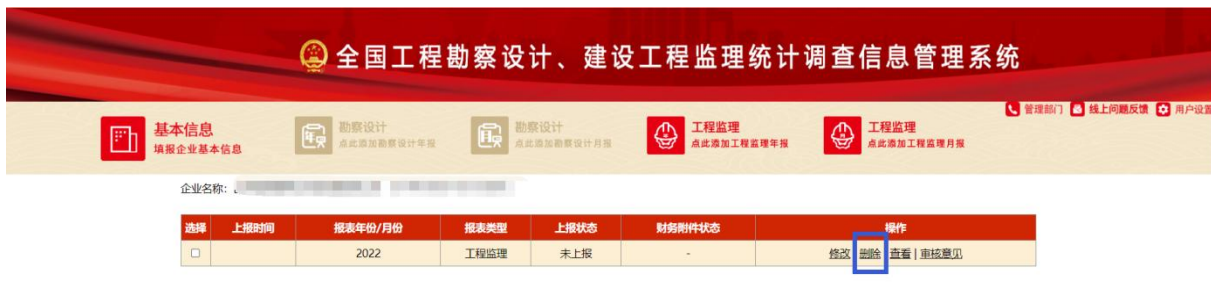 全国工程勘察设计、建设工程监理统计调查信息管理系统
管理部门 线上问题反馈 用户设置
基本信息 勘察设计 勘察设计 工程监理 工程监理
填报企业基本信息 点此添加勘察设计年报 点此添加勘察设计月报 点此添加工程监理年报 点此添加工程监理月报
企业名称:
选择 上报时间 报表年份/月份 报表类型 上报状态 财务附件状态 操作
2022 工程监理 未上报 - 修改 删除 查看 | 审核意见